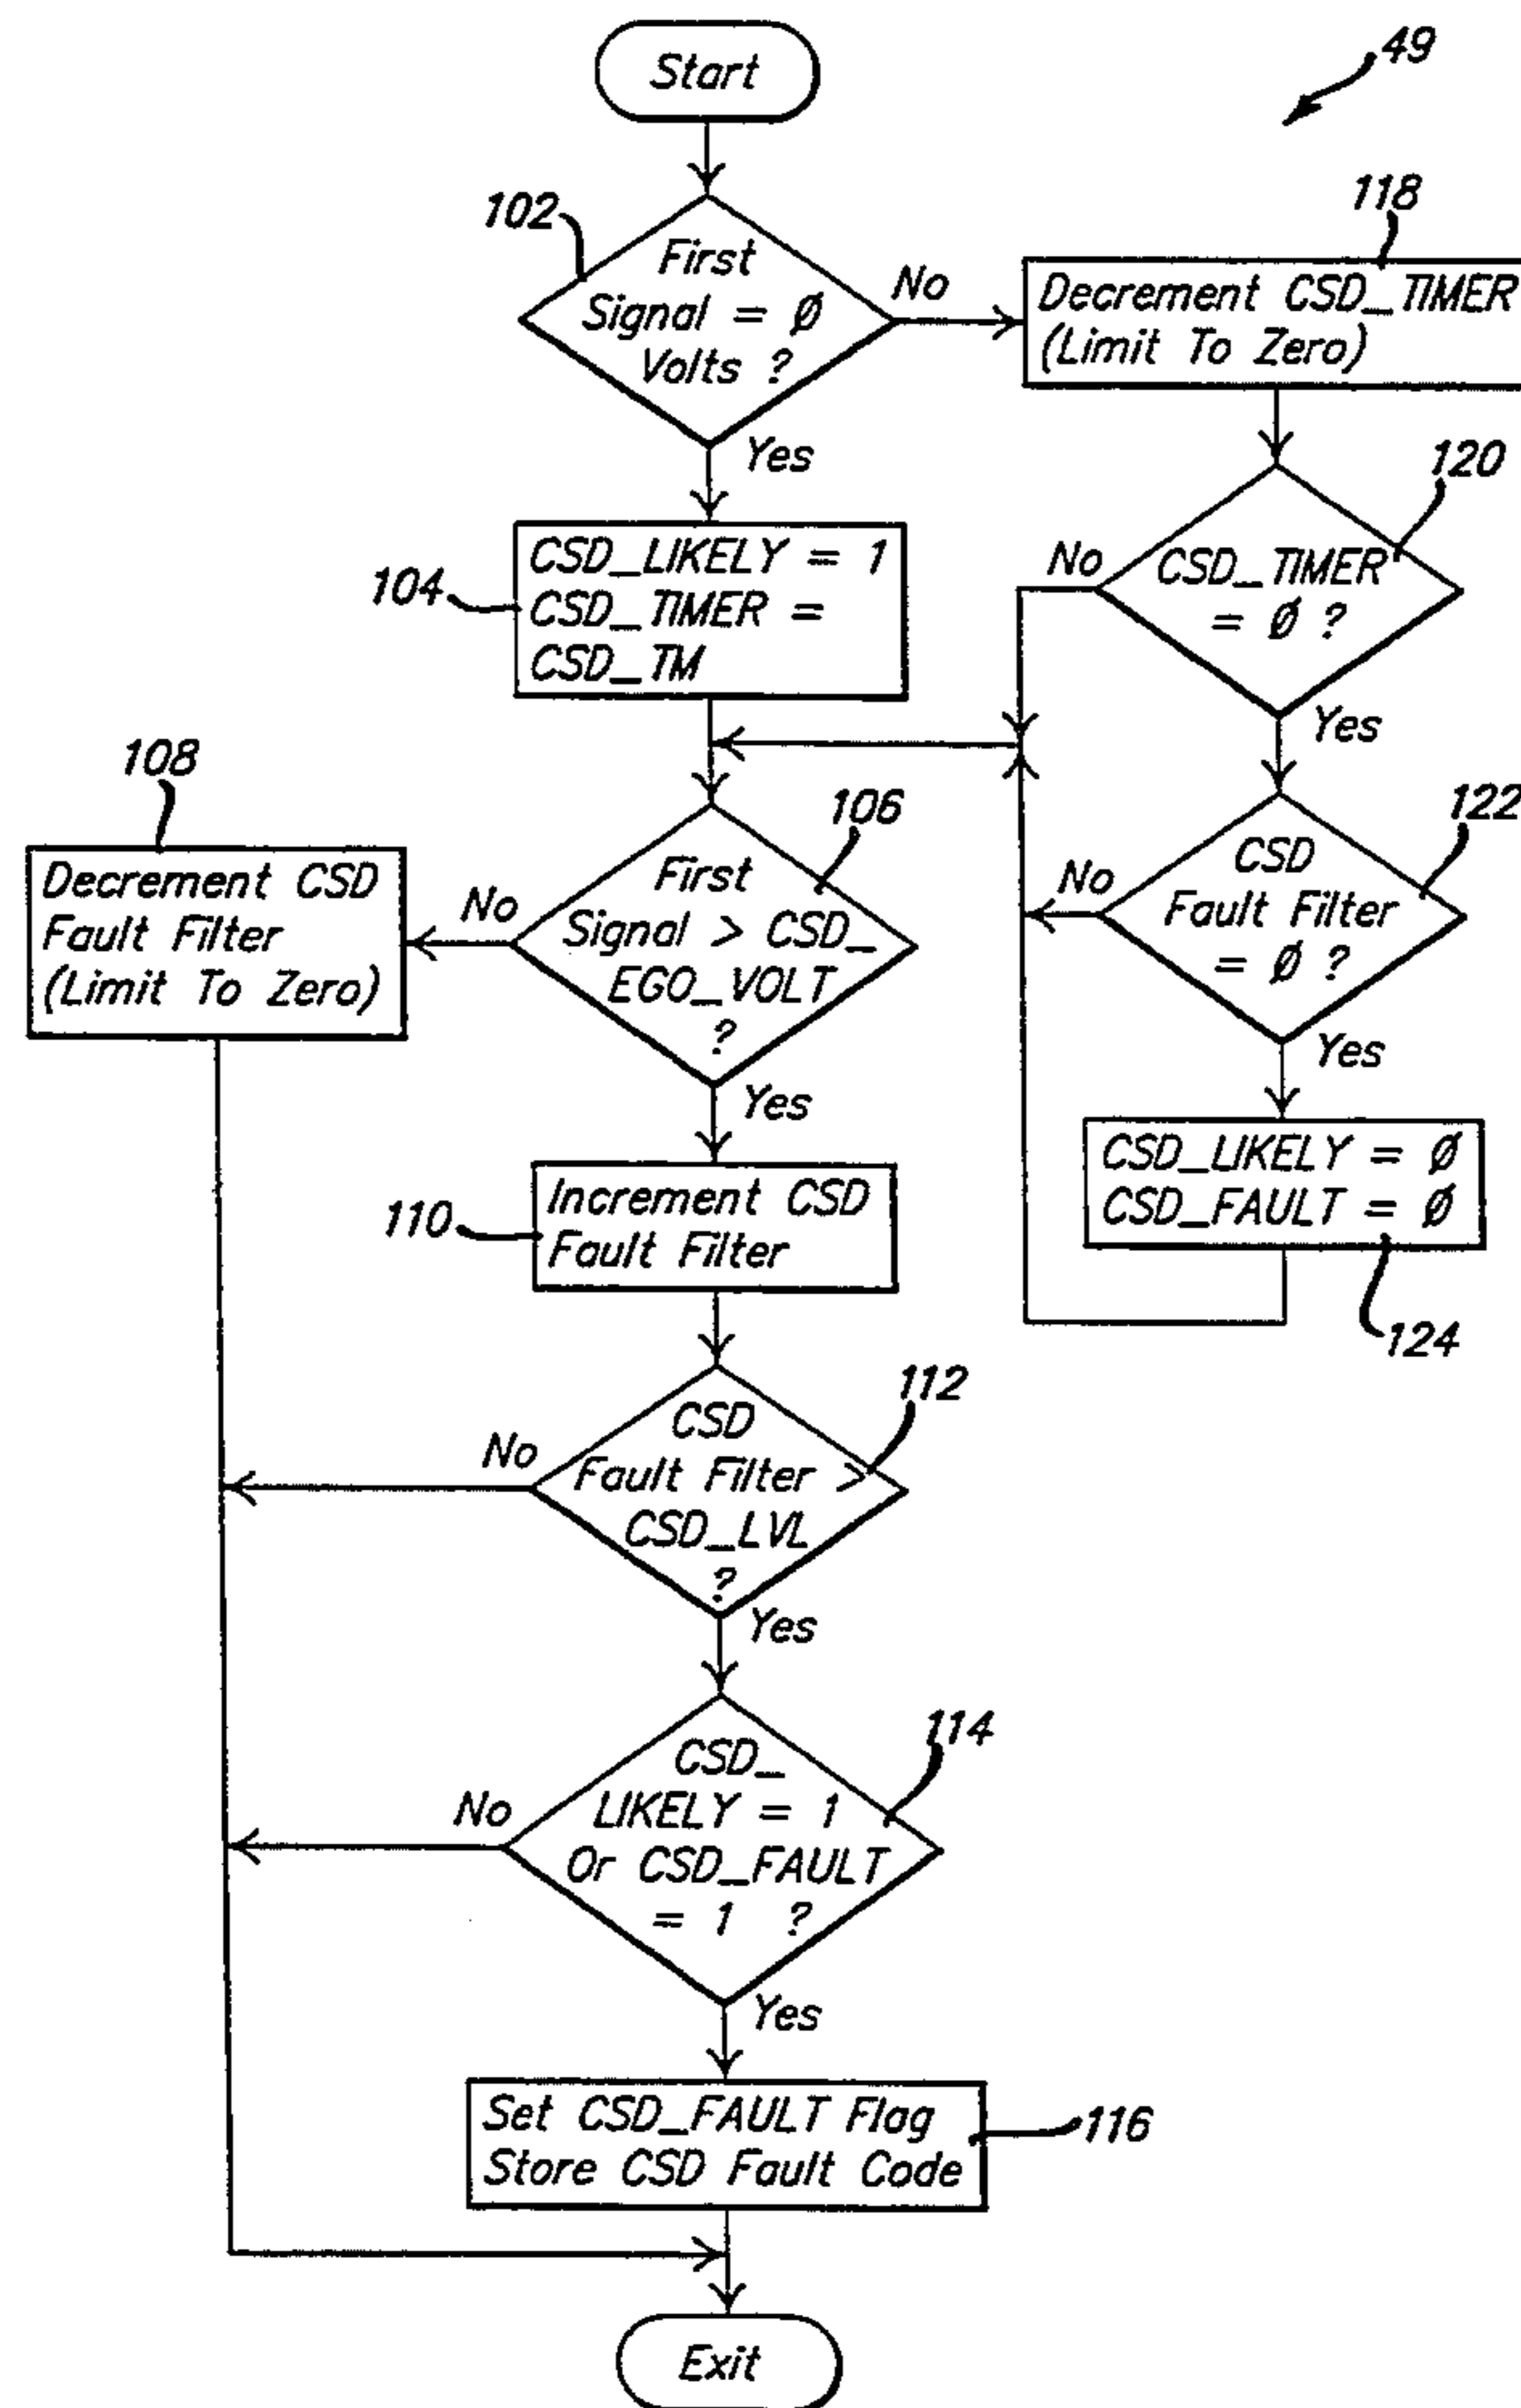 Start
49
102
First
Signal = Ø
Volts ?
No
Yes
118
Decrement CSD_TIMER
(Limit To Zero)
104
CSD_LIKELY = 1
CSD_TIMER =
CSD_TM
120
CSD_TIMER
= Ø ?
No
Yes
108
Decrement CSD
Fault Filter
(Limit To Zero)
106
First
Signal > CSD_
EGO_VOLT
?
No
Yes
122
CSD
Fault Filter
= Ø ?
No
Yes
110
Increment CSD
Fault Filter
CSD_LIKELY = Ø
CSD_FAULT = Ø
124
112
CSD
Fault Filter >
CSD_LVL
?
No
Yes
114
CSD_
LIKELY = 1
Or CSD_FAULT
= 1 ?
No
Yes
Set CSD_FAULT Flag
Store CSD Fault Code
116
Exit